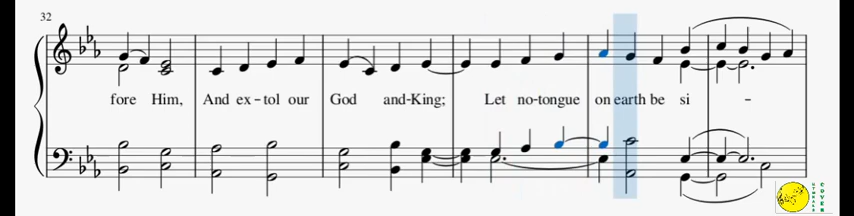 32
fore Him, And ex-tol our God and-King; Let no-tongue on earth be si -